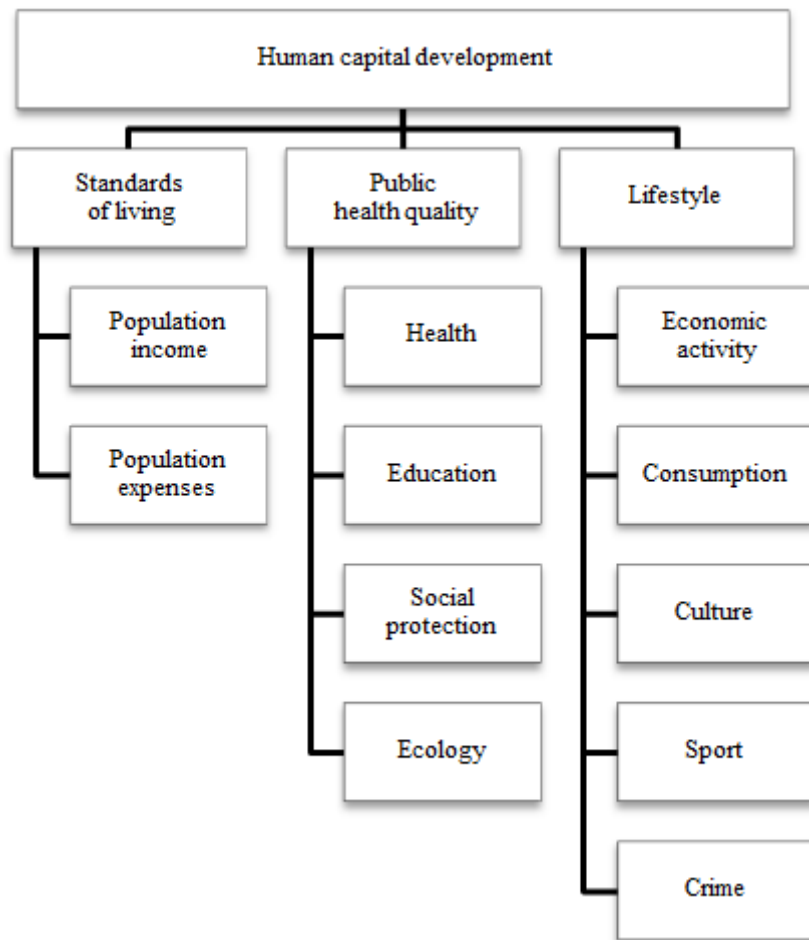 Human capital development
Standards
of living
Public
health quality
Lifestyle
Population
income
Population
expenses
Health
Education
Social
protection
Ecology
Economic
activity
Consumption
Culture
Sport
Crime